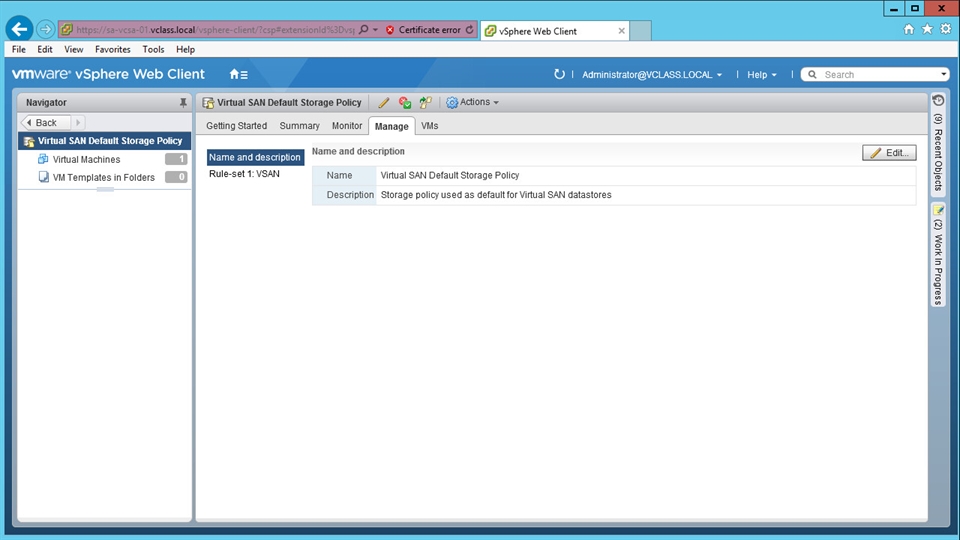 https://sa-vcsa-01.vclass.local/vsphere-client/?csp#extensionId%3Dvsp
Certificate error
vSphere Web Client
File Edit View Favorites Tools Help
vmware® vSphere Web Client
Administrator@VCLASS.LOCAL
Help
Search
Navigator
Back
Virtual SAN Default Storage Policy
Virtual Machines 1
VM Templates in Folders 0
Virtual SAN Default Storage Policy
Actions
Getting Started Summary Monitor Manage VMs
Name and description
Rule-set 1: VSAN
Name and description
Edit...
Name Virtual SAN Default Storage Policy
Description Storage policy used as default for Virtual SAN datastores
(9) Recent Objects
(2) Work In Progress